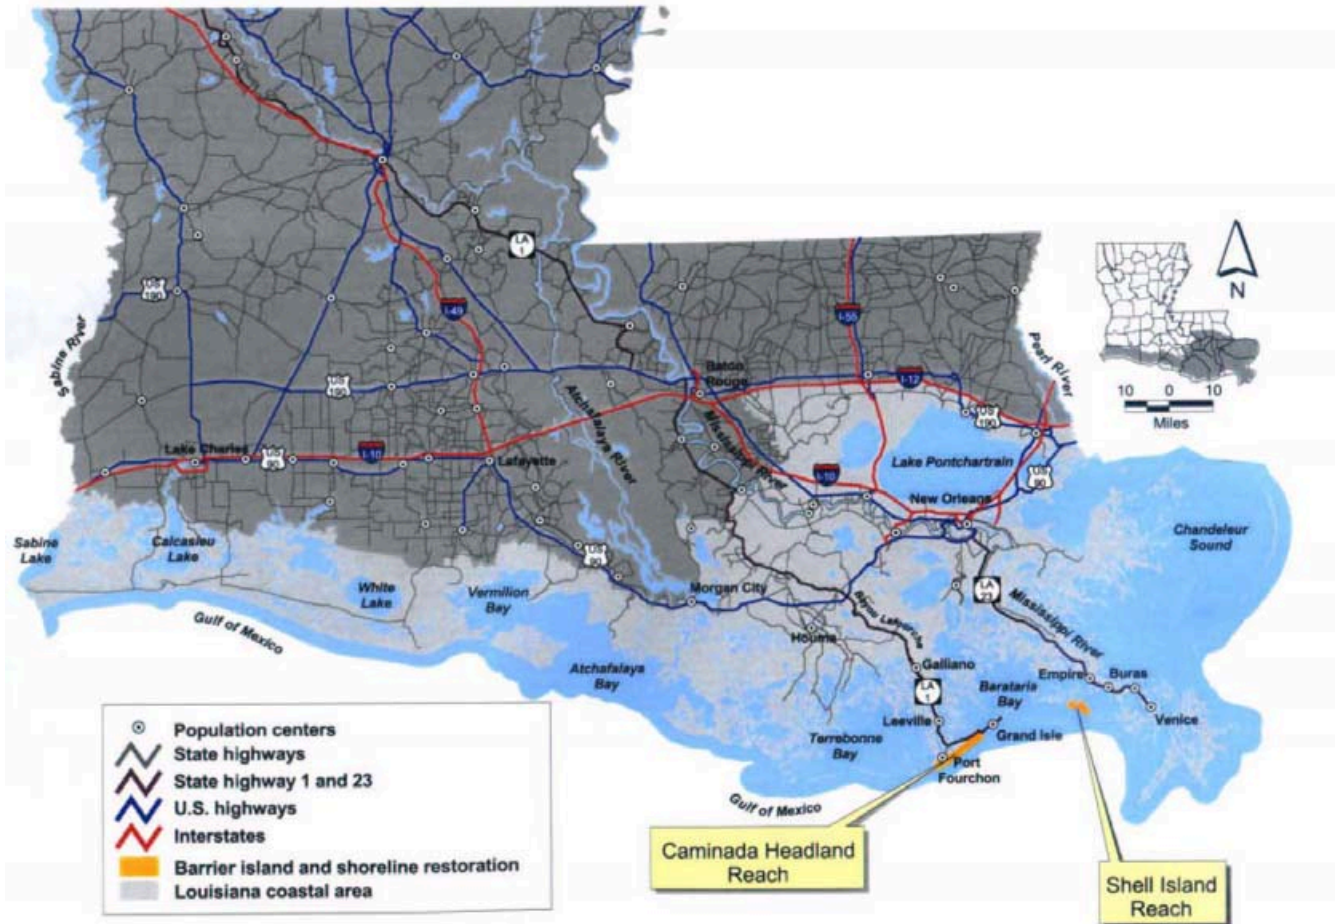 LA
1
US
190
I-49
I-55
N
Sabine River
Pearl River
10 0 10
Miles
Baton
Rouge
I-12
US
190
US
190
Atchafalaya River
Mississippi River
Lake Charles
US
90
I-10
Lafayette
Lake Pontchartrain
I-10
US
90
New Orleans
Sabine
Lake
Calcasieu
Lake
Chandeleur
Sound
US
90
White
Lake
Vermilion
Bay
Morgan City
LA
23
Mississippi River
Gulf of Mexico
Bayou Lafourche
Houma
Atchafalaya
Bay
Galliano
Empire
Buras
LA
1
Barataria
Bay
Leeville
Grand Isle
Venice
Terrebonne
Bay
Port
Fourchon
Gulf of Mexico
Population centers
State highways
State highway 1 and 23
U.S. highways
Interstates
Barrier island and shoreline restoration
Louisiana coastal area
Caminada Headland
Reach
Shell Island
Reach